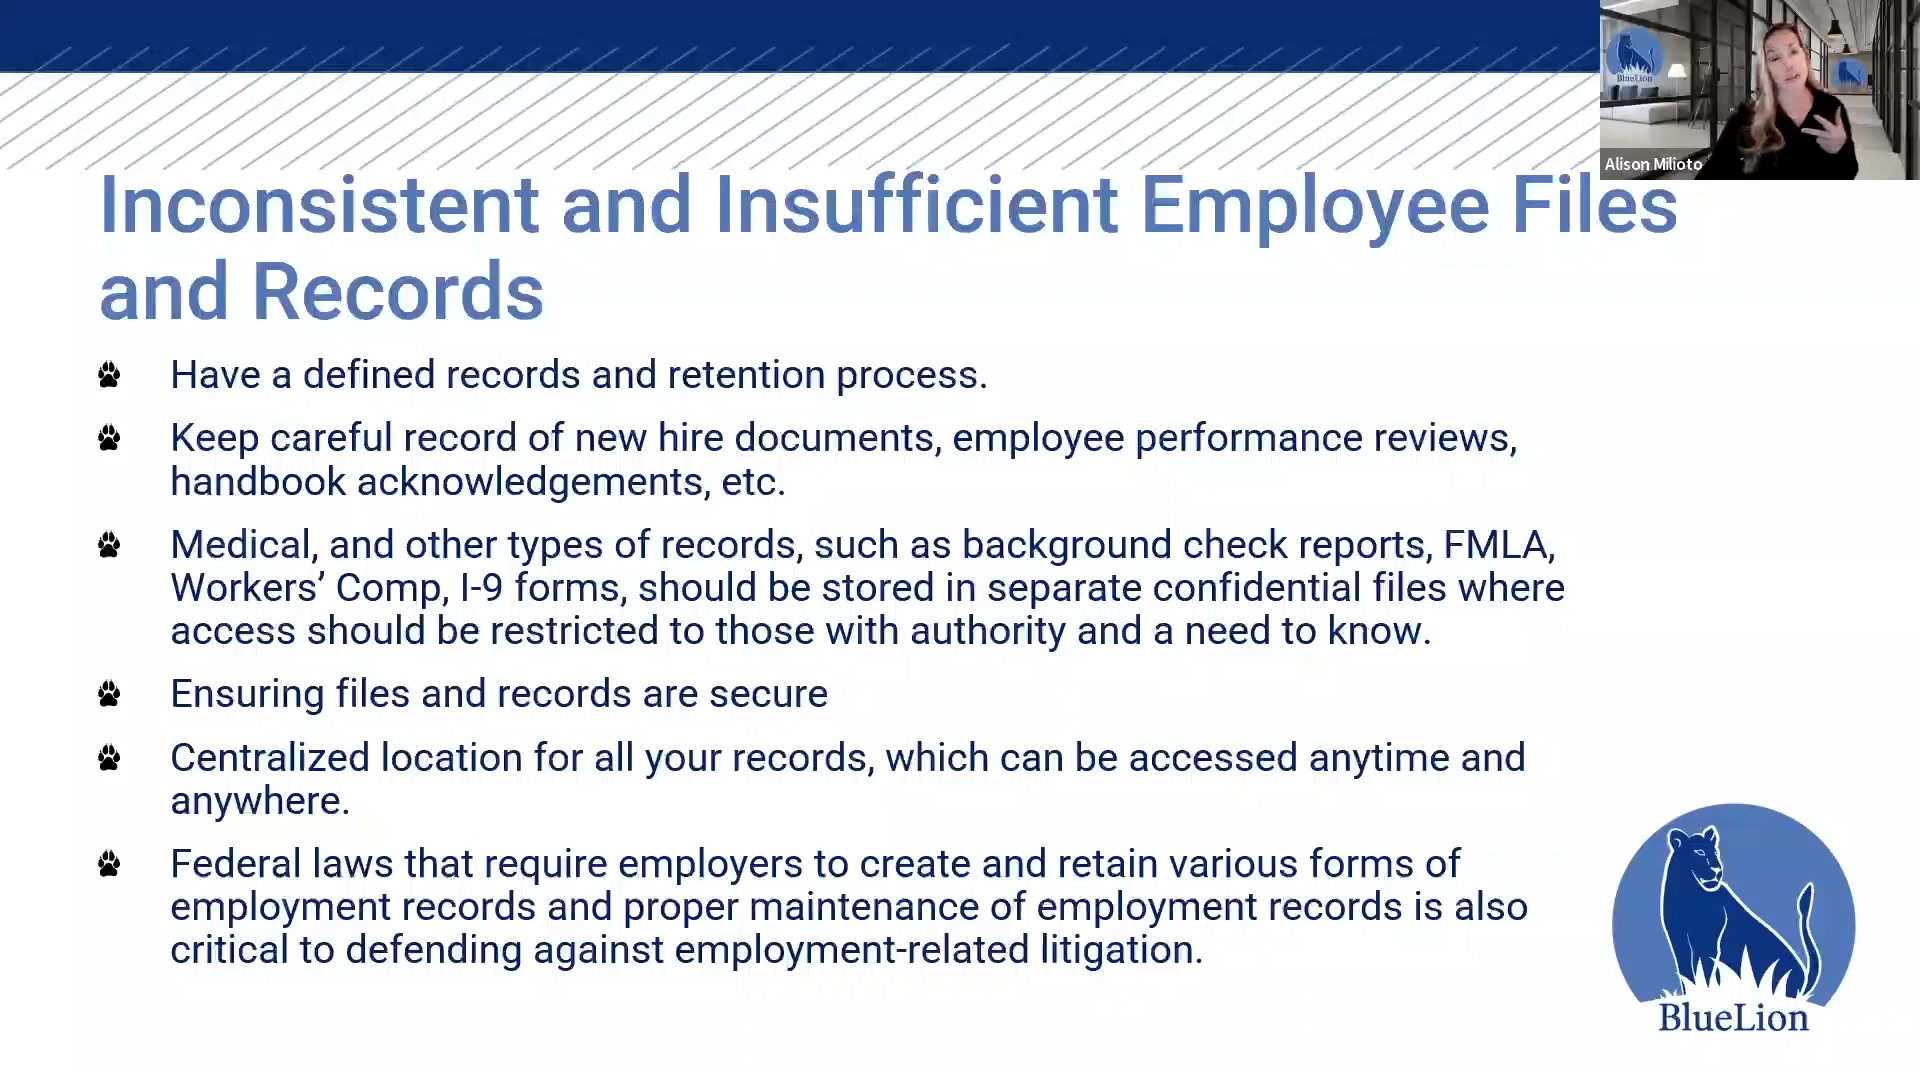 BlueLion
Alison Milioto
Inconsistent and Insufficient Employee Files
and Records
Have a defined records and retention process.
Keep careful record of new hire documents, employee performance reviews,
handbook acknowledgements, etc.
Medical, and other types of records, such as background check reports, FMLA,
Workers’ Comp, I-9 forms, should be stored in separate confidential files where
access should be restricted to those with authority and a need to know.
Ensuring files and records are secure
Centralized location for all your records, which can be accessed anytime and
anywhere.
Federal laws that require employers to create and retain various forms of
employment records and proper maintenance of employment records is also
critical to defending against employment-related litigation.
BlueLion